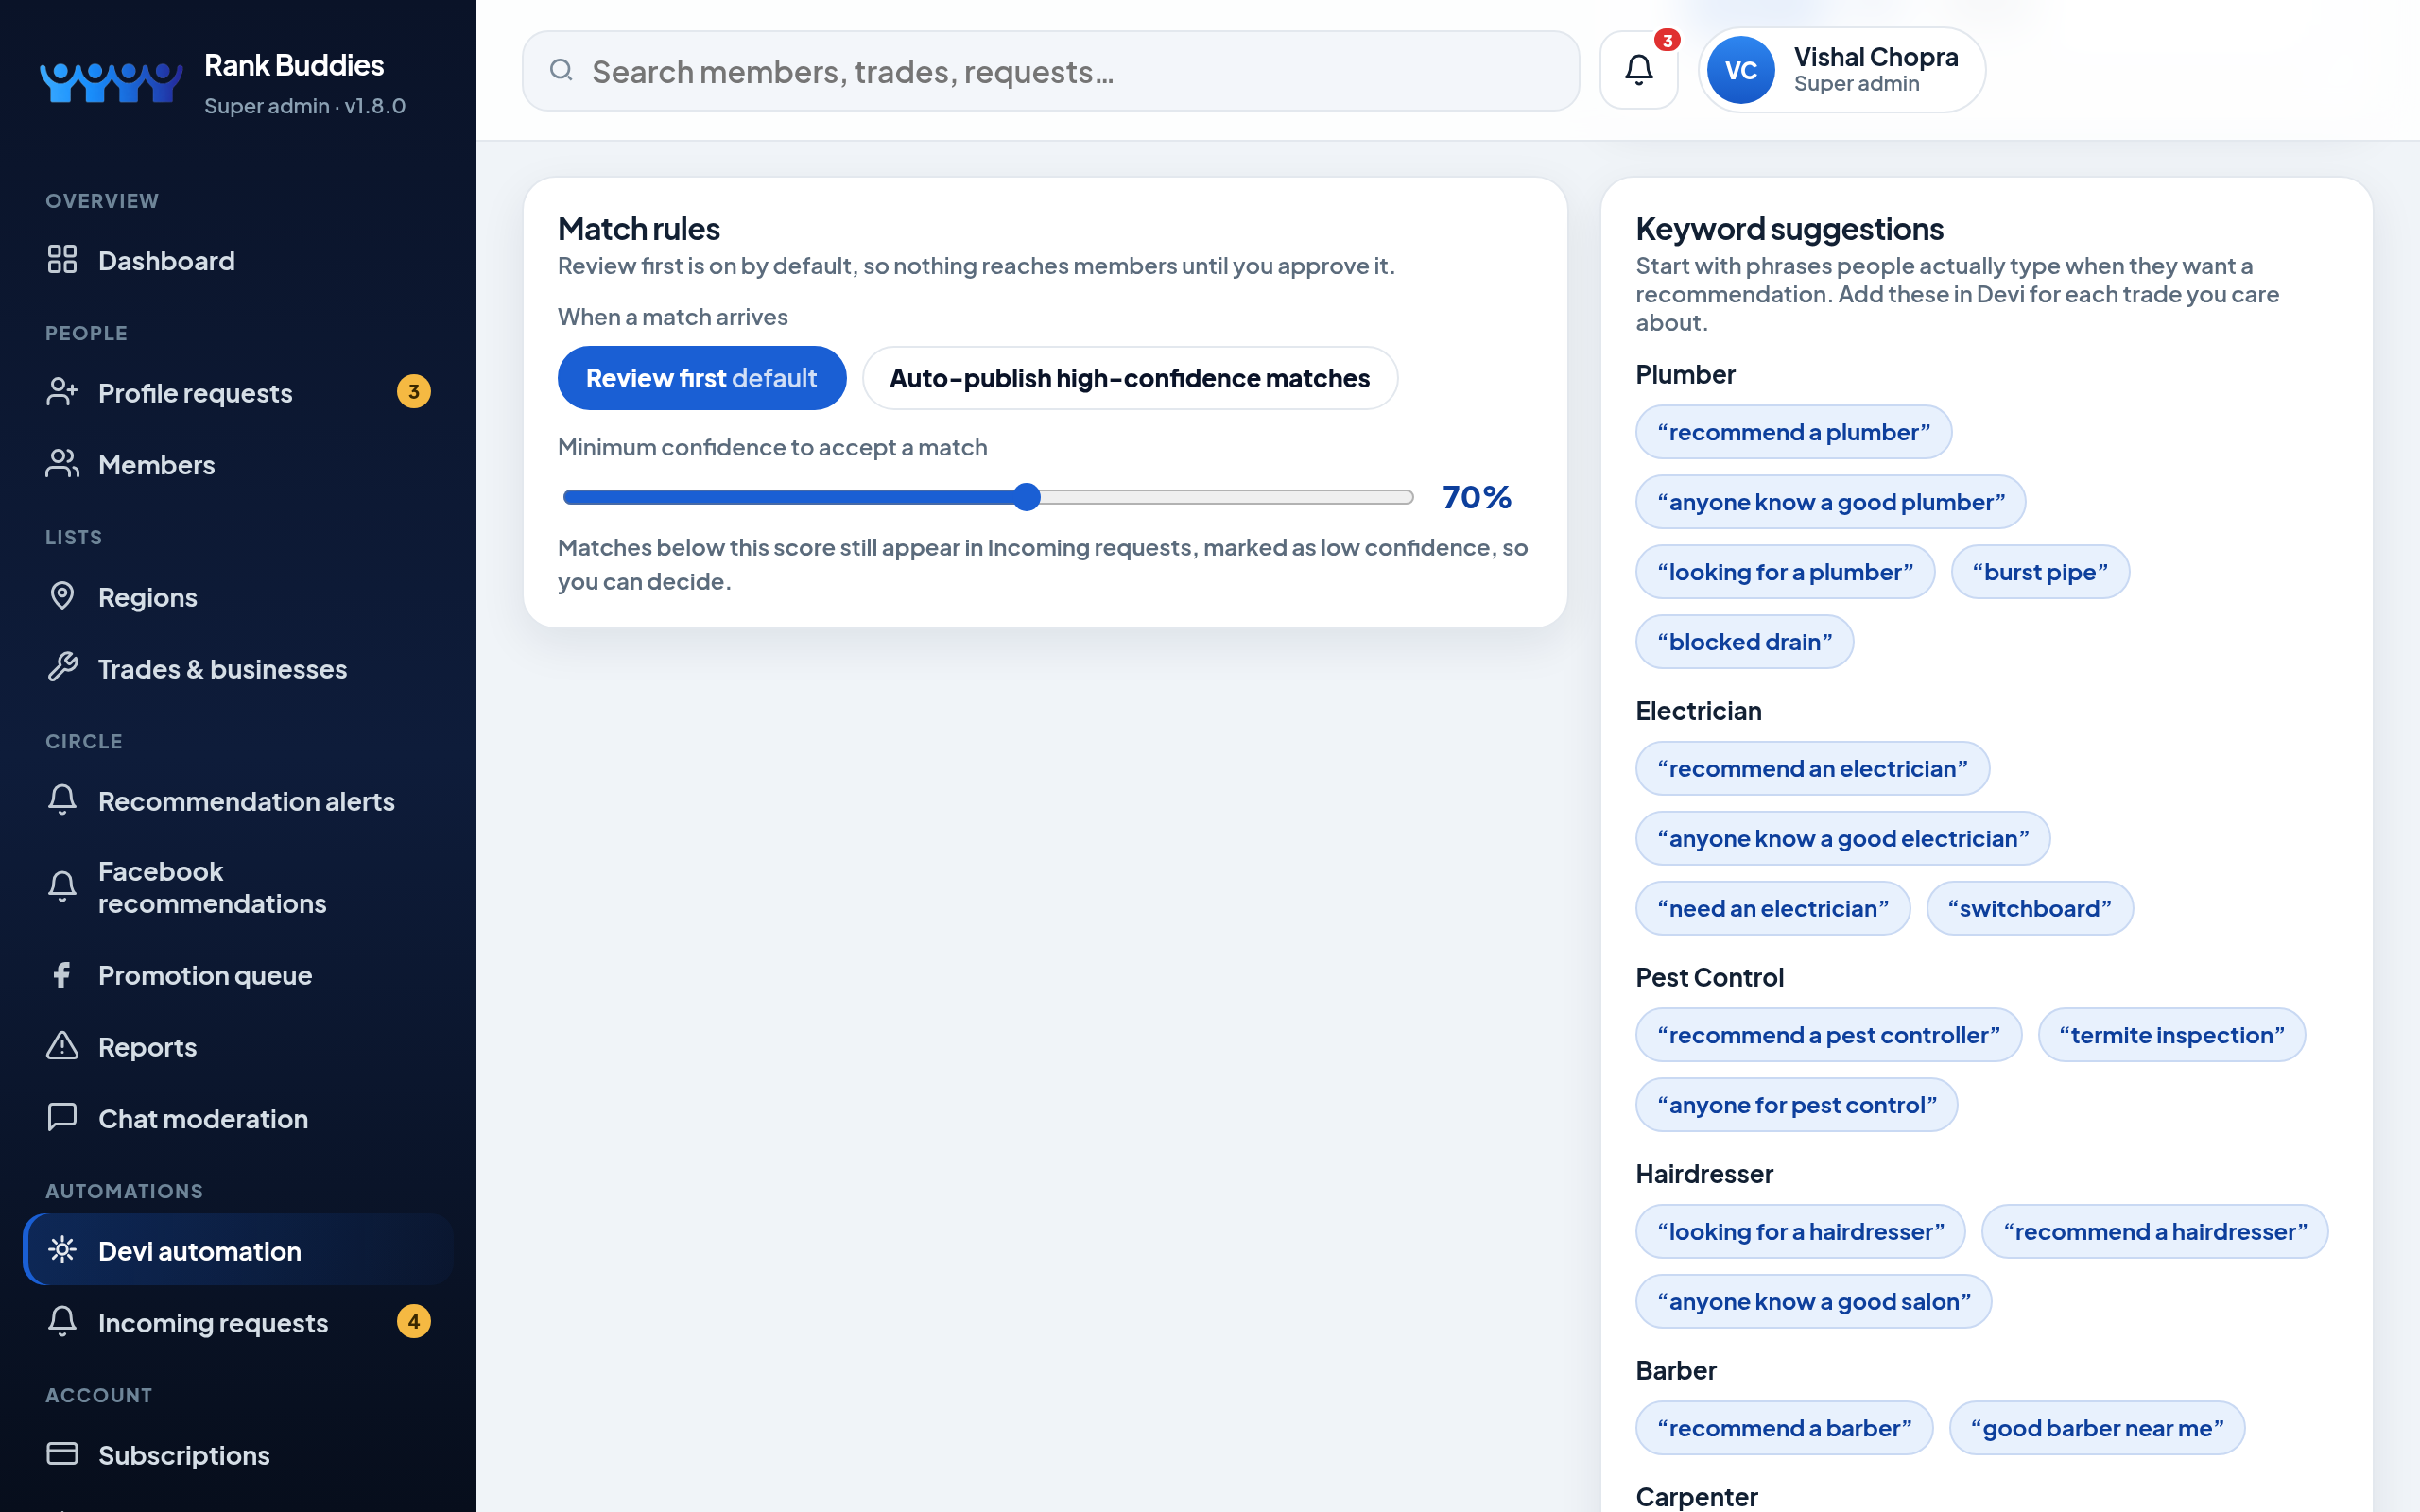 Rank Buddies
Super admin · v1.8.0
OVERVIEW
Dashboard
PEOPLE
Profile requests
3
Members
LISTS
Regions
Trades & businesses
CIRCLE
Recommendation alerts
Facebook
recommendations
Promotion queue
Reports
Chat moderation
AUTOMATIONS
Devi automation
Incoming requests
4
ACCOUNT
Subscriptions
Search members, trades, requests…
3
VC
Vishal Chopra
Super admin
Match rules
Review first is on by default, so nothing reaches members until you approve it.
When a match arrives
Review first default
Auto-publish high-confidence matches
Minimum confidence to accept a match
70%
Matches below this score still appear in Incoming requests, marked as low confidence, so
you can decide.
Keyword suggestions
Start with phrases people actually type when they want a
recommendation. Add these in Devi for each trade you care
about.
Plumber
“recommend a plumber”
“anyone know a good plumber”
“looking for a plumber” “burst pipe”
“blocked drain”
Electrician
“recommend an electrician”
“anyone know a good electrician”
“need an electrician” “switchboard”
Pest Control
“recommend a pest controller” “termite inspection”
“anyone for pest control”
Hairdresser
“looking for a hairdresser” “recommend a hairdresser”
“anyone know a good salon”
Barber
“recommend a barber” “good barber near me”
Carpenter